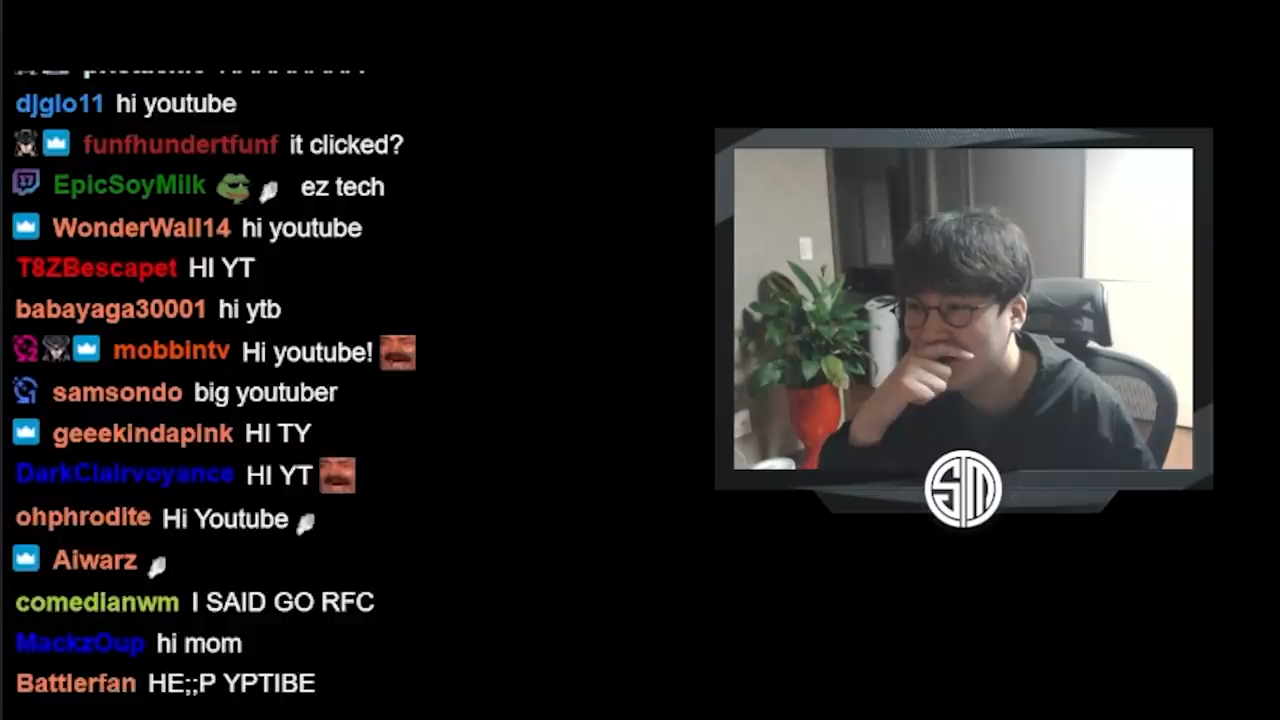 djglo11 hi youtube
funfhundertfunf it clicked?
EpicSoyMilk ez tech
WonderWall14 hi youtube
T8ZBescapet HI YT
babayaga30001 hi ytb
mobbintv Hi youtube!
samsondo big youtuber
geeekindapink HI TY
DarkClairvoyance HI YT
ohphrodite Hi Youtube
Aiwarz
comedianwm I SAID GO RFC
MackzOup hi mom
Battlerfan HE;;P YPTIBE
TSM